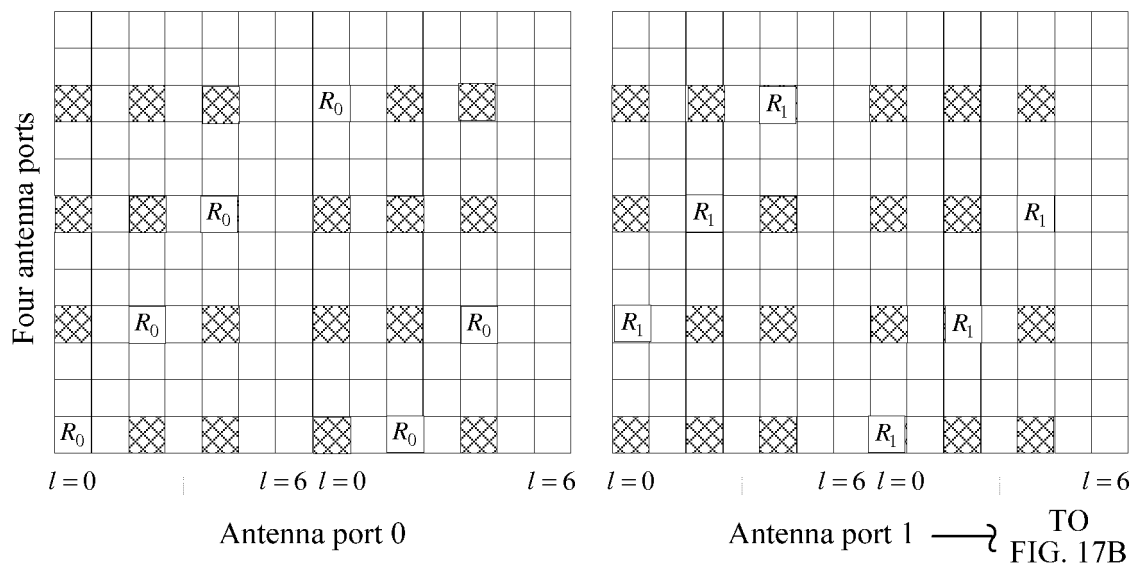 Four antenna ports
R0 R1
R0 R1 R1
R0 R0 R1 R1
R0 R0 R1
l = 0 l = 6 l = 0 l = 6 l = 0 l = 6 l = 0 l = 6
Antenna port 0 Antenna port 1 TO
FIG. 17B